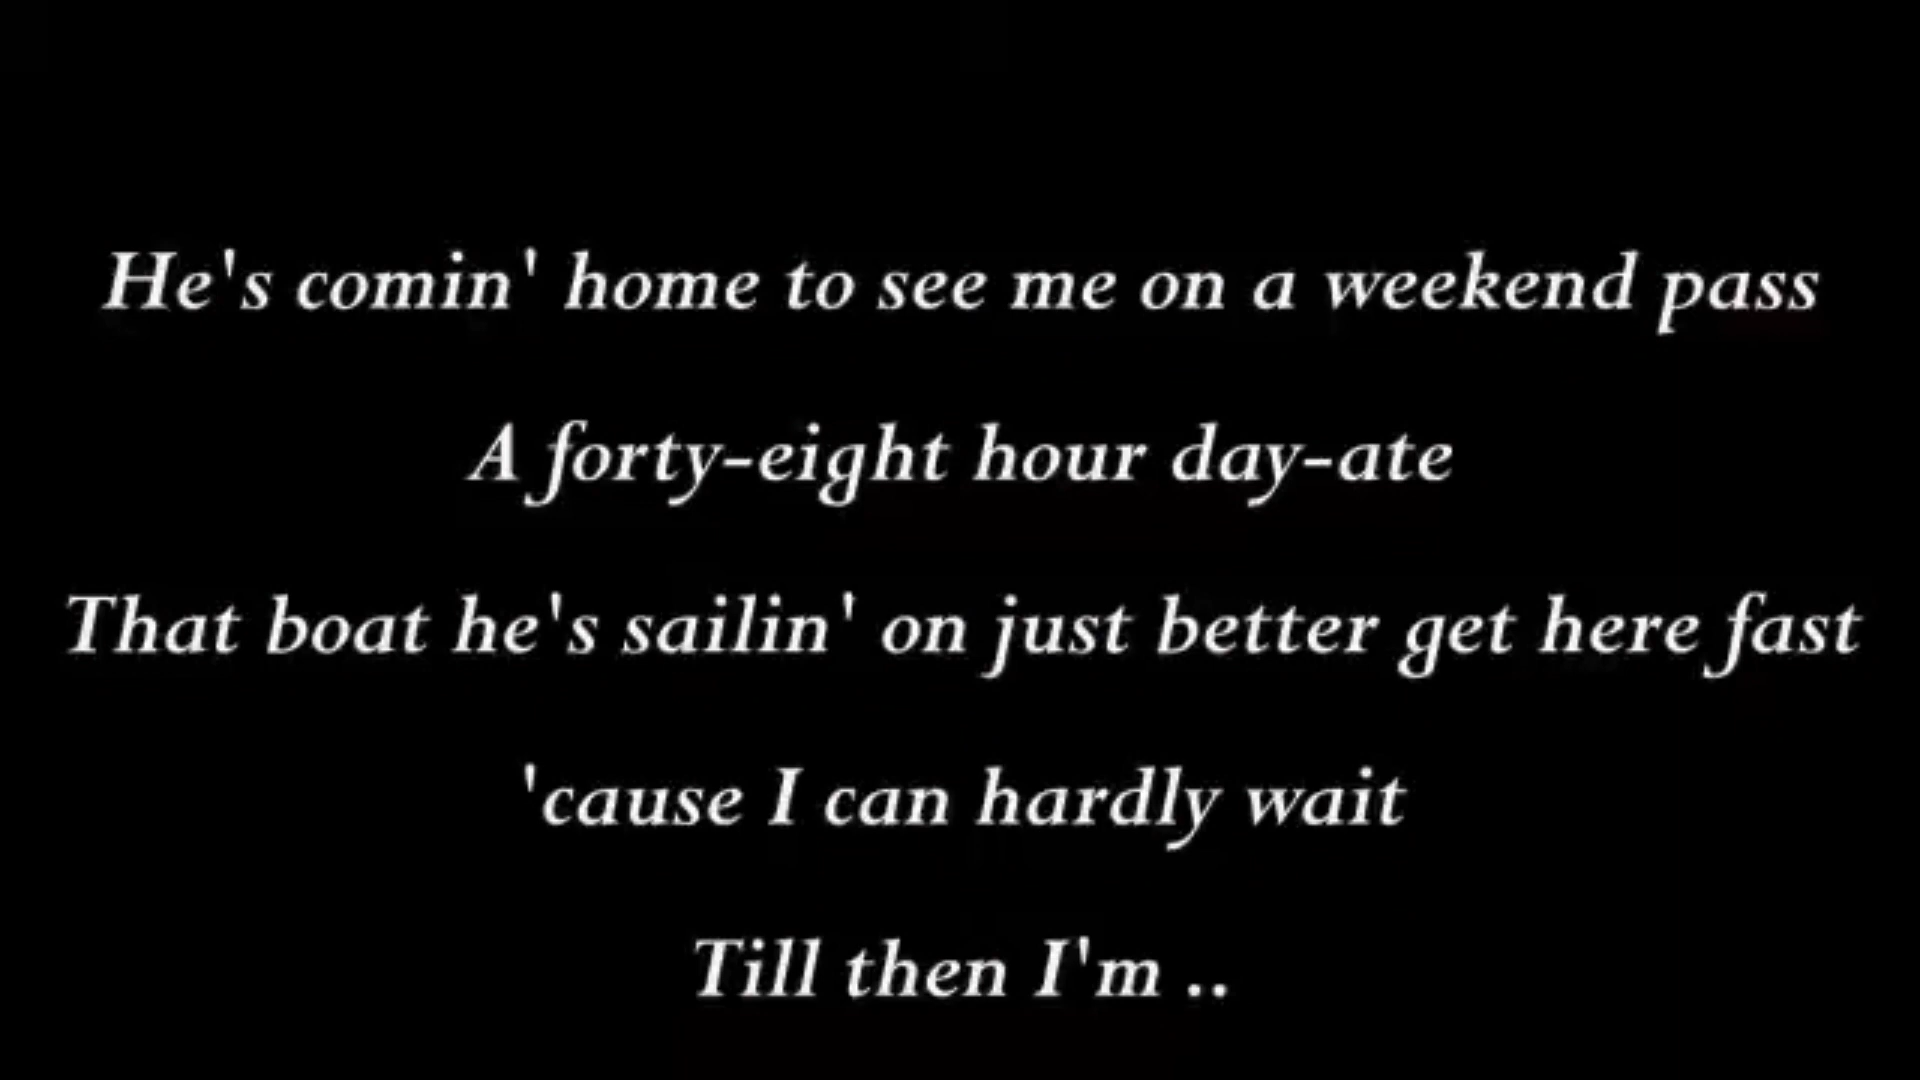 He's comin' home to see me on a weekend pass
A forty-eight hour day-ate
That boat he's sailin' on just better get here fast
'cause I can hardly wait
Till then I'm ..